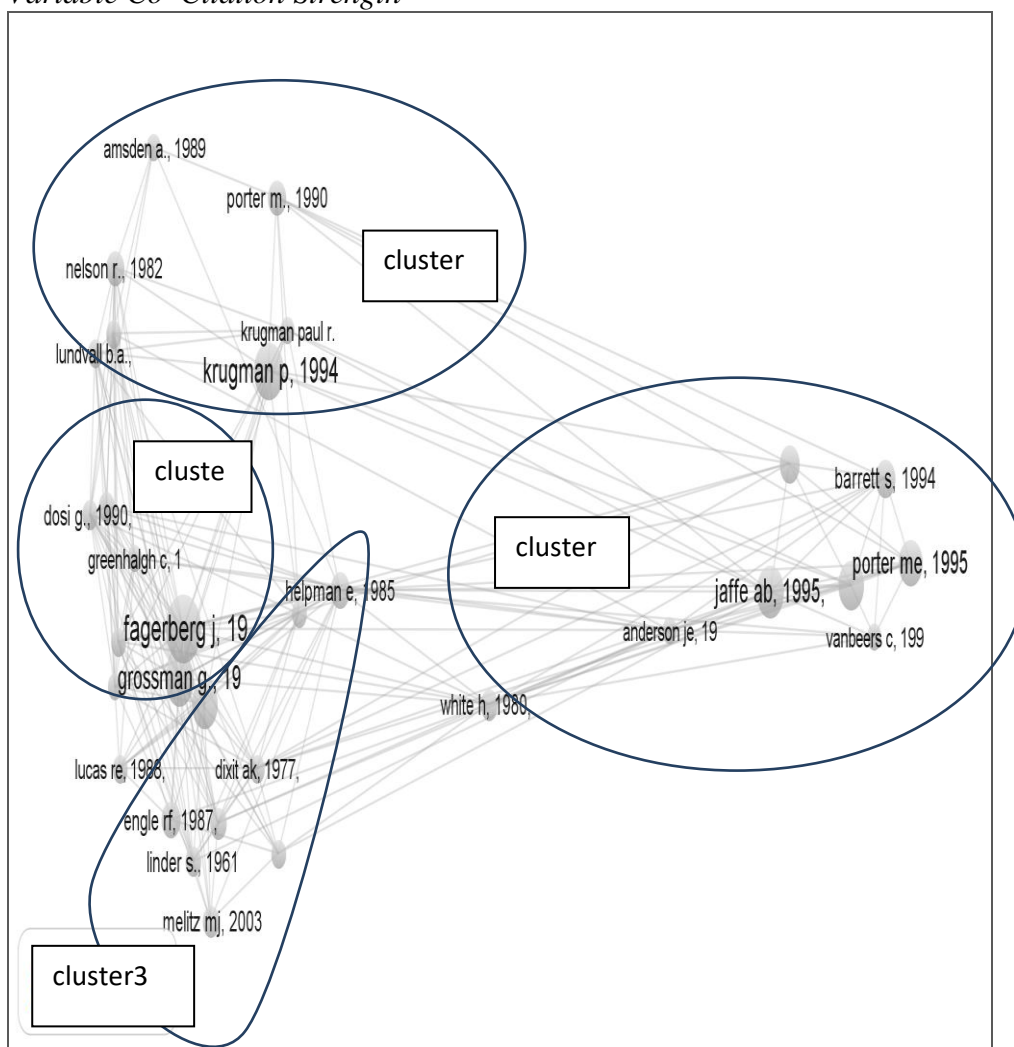 Variable Co-Citation Strength
amsden a., 1989
porter m., 1990
cluster
nelson r., 1982
krugman paul r.
lundvall b.a.,
krugman p, 1994
cluste
barrett s, 1994
dosi g., 1990,
cluster
greenhalgh c, 1
porter me, 1995
helpman e, 1985
jaffe ab, 1995,
fagerberg j, 19
anderson je, 19
vanbeers c, 199
grossman g., 19
white h, 1980,
lucas re, 1988,
dixit ak, 1977,
engle rf, 1987,
linder s., 1961
melitz mj, 2003
cluster3